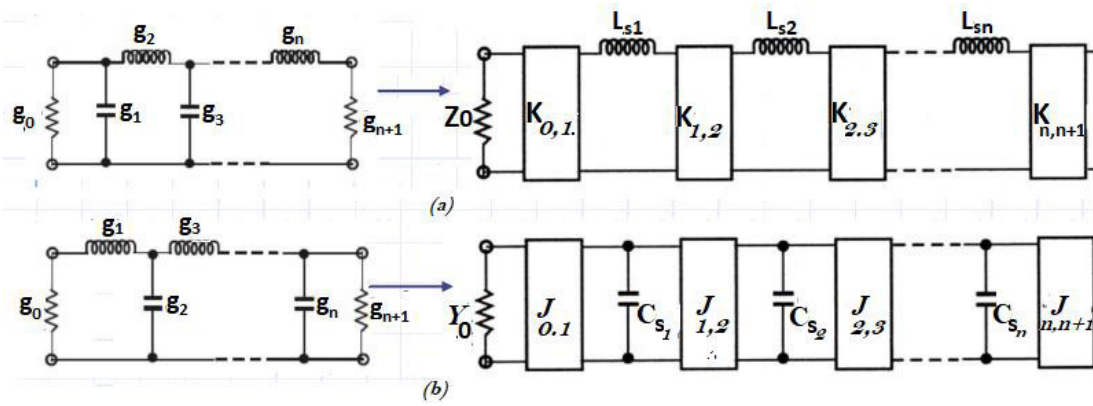 g2 gn
g0 g1 g3 gn+1
Ls1 Ls2 Lsn
Z0 K0,1. K1,2 K2.3 Kn,n+1
(a)
g1 g3
g0 g2 gn gn+1
Y0 J0.1 Cs1 J1,2 Cs2 J2,3 Csn Jn,n+1
(b)